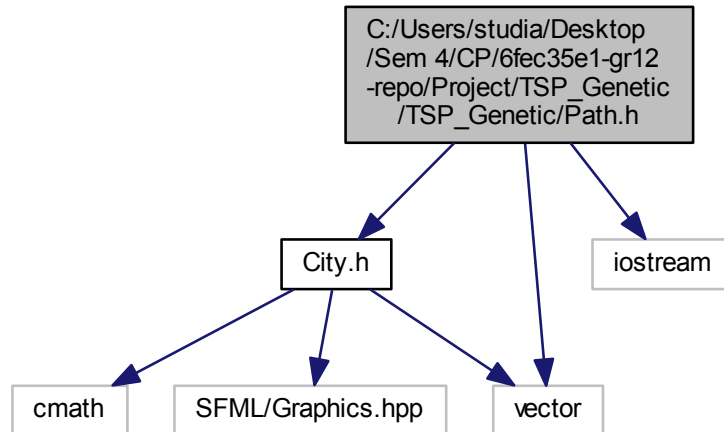 C:/Users/studia/Desktop
/Sem 4/CP/6fec35e1-gr12
-repo/Project/TSP_Genetic
/TSP_Genetic/Path.h
City.h
iostream
cmath
SFML/Graphics.hpp
vector